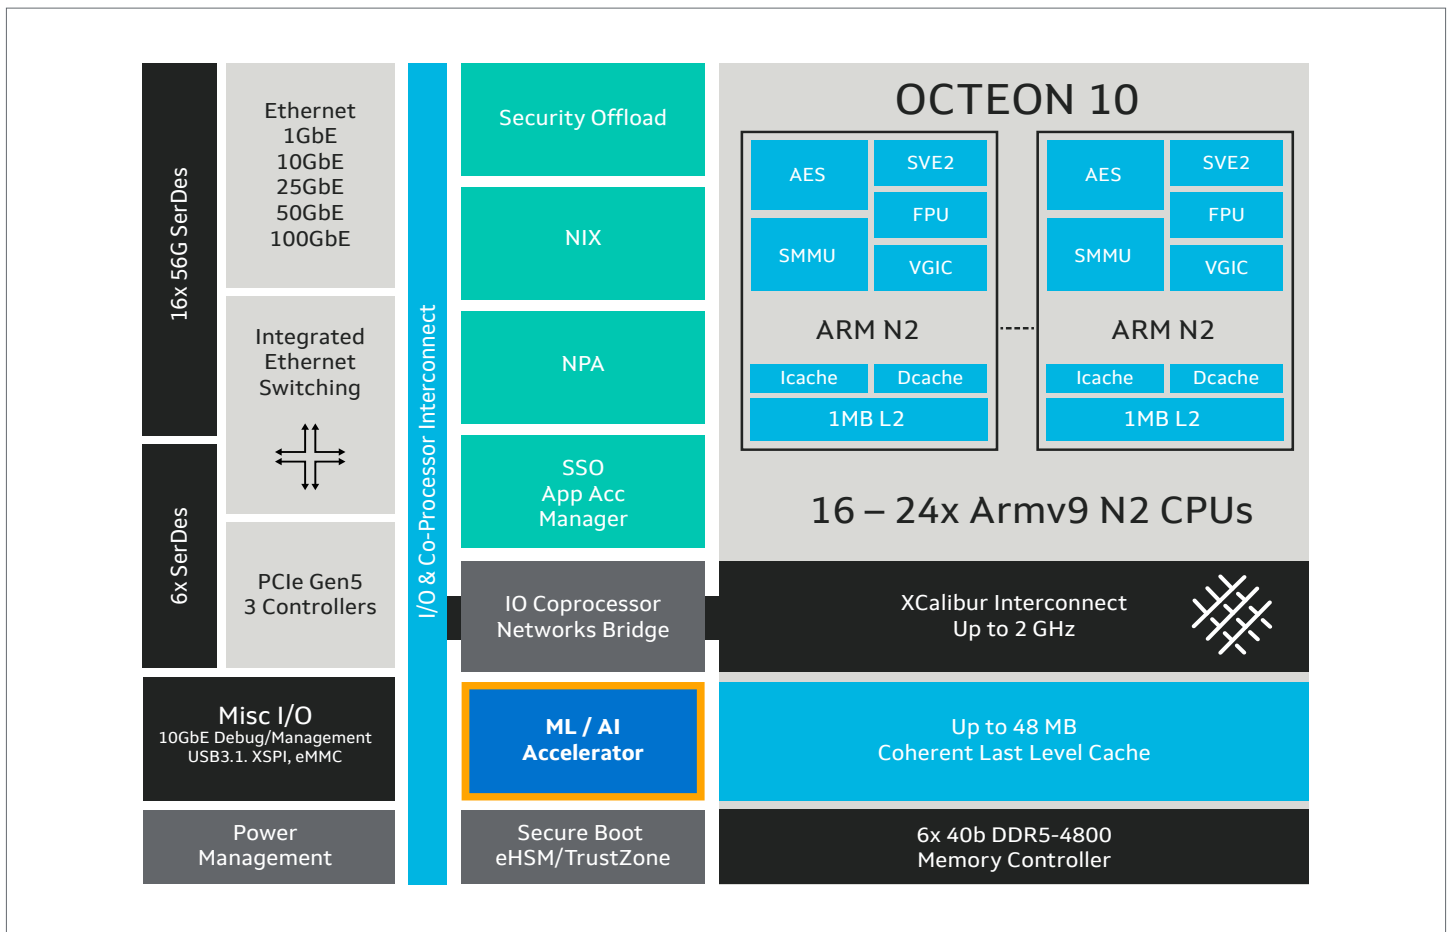 16x 56G SerDes
6x SerDes
Ethernet
1GbE
10GbE
25GbE
50GbE
100GbE
Integrated
Ethernet
Switching
PCIe Gen5
3 Controllers
Misc I/O
10GbE Debug/Management
USB3.1. XSPI, eMMC
Power
Management
I/O & Co-Processor Interconnect
Security Offload
NIX
NPA
SSO
App Acc
Manager
IO Coprocessor
Networks Bridge
ML / AI
Accelerator
Secure Boot
eHSM/TrustZone
OCTEON 10
AES
SVE2
FPU
SMMU
VGIC
ARM N2
Icache
Dcache
1MB L2
AES
SVE2
FPU
SMMU
VGIC
ARM N2
Icache
Dcache
1MB L2
16 – 24x Armv9 N2 CPUs
XCalibur Interconnect
Up to 2 GHz
Up to 48 MB
Coherent Last Level Cache
6x 40b DDR5-4800
Memory Controller